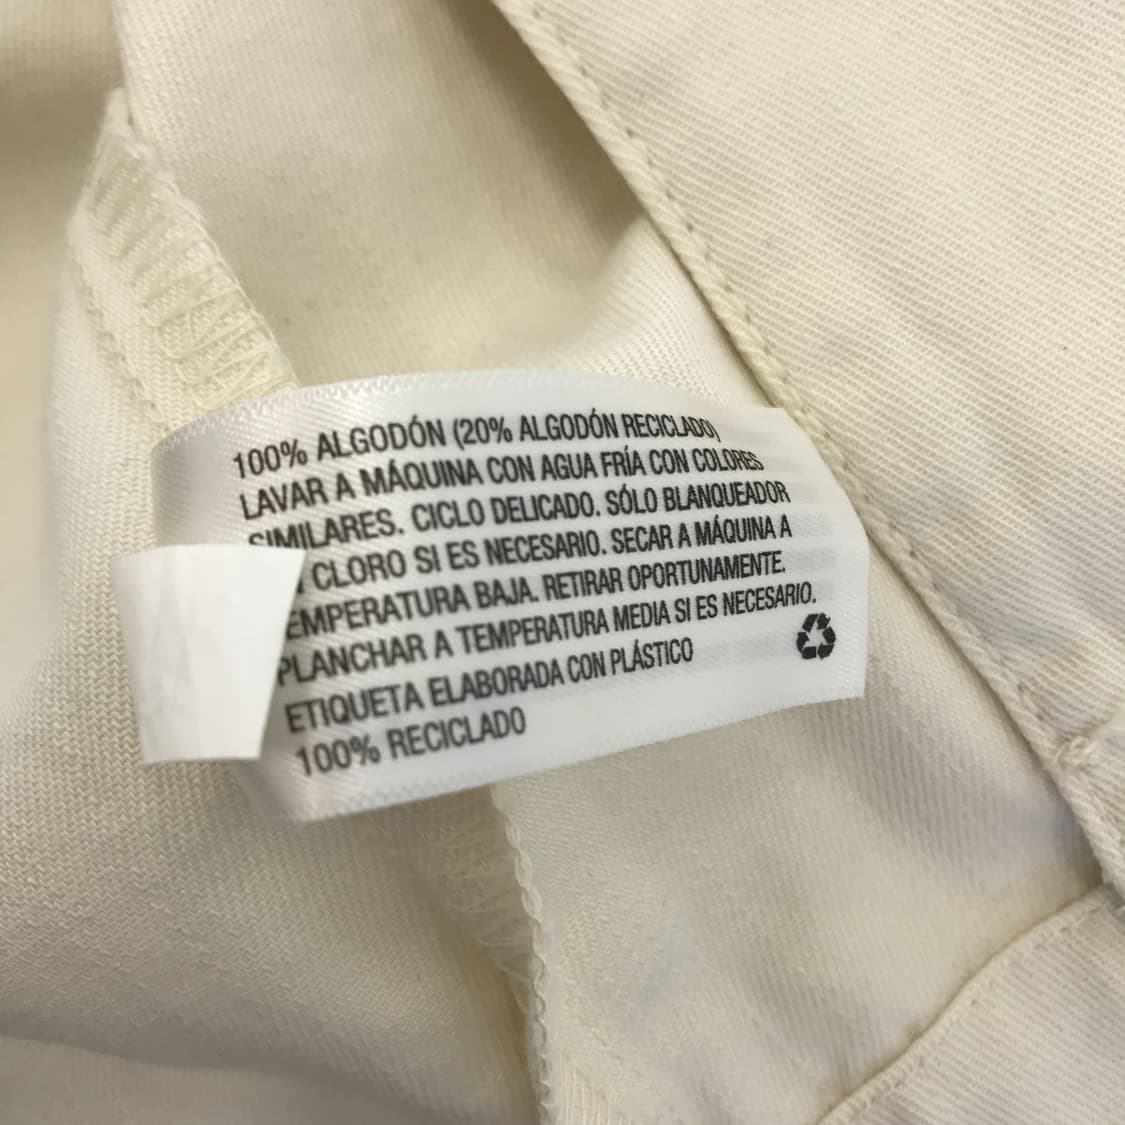 100% ALGODÓN (20% ALGODÓN RECICLADO)
LAVAR A MÁQUINA CON AGUA FRÍA CON COLORES
SIMILARES. CICLO DELICADO. SÓLO BLANQUEADOR
CLORO SI ES NECESARIO. SECAR A MÁQUINA A
TEMPERATURA BAJA. RETIRAR OPORTUNAMENTE.
PLANCHAR A TEMPERATURA MEDIA SI ES NECESARIO.
ETIQUETA ELABORADA CON PLÁSTICO
100% RECICLADO